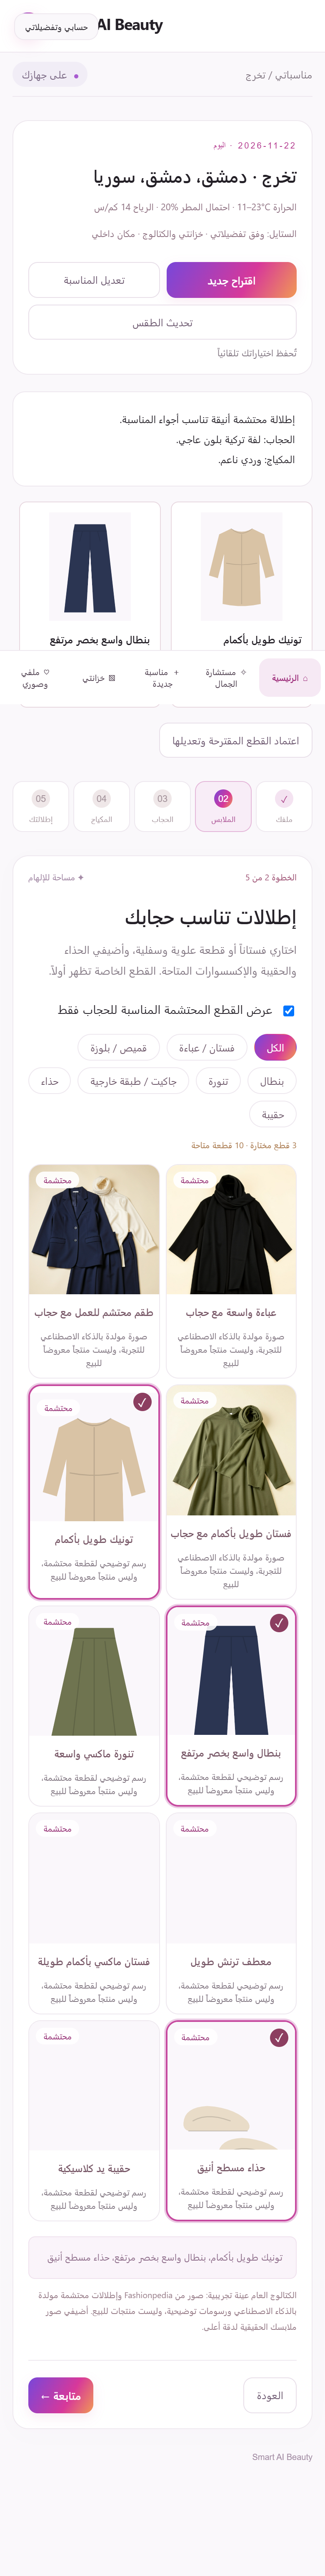 AI Beauty
حسابي وتفضيلاتي
مناسباتي / تخرج
على جهازك
2026-11-22 · اليوم
تخرج · دمشق، دمشق، سوريا
الحرارة 11–23°C · احتمال المطر 20% · الرياح 14 كم/س
الستايل: وفق تفضيلاتي · خزانتي والكتالوج · مكان داخلي
اقتراح جديد
تعديل المناسبة
تحديث الطقس
تُحفظ اختياراتك تلقائياً
إطلالة محتشمة أنيقة تناسب أجواء المناسبة.
الحجاب: لفة تركية بلون عاجي.
المكياج: وردي ناعم.
تونيك طويل بأكمام
بنطال واسع بخصر مرتفع
الرئيسية
مستشارة الجمال
+ مناسبة جديدة
خزانتي
ملفي وصوري
اعتماد القطع المقترحة وتعديلها
✓ ملفك
02 الملابس
03 الحجاب
04 المكياج
05 إطلالتك
الخطوة 2 من 5
✦ مساحة للإلهام
إطلالات تناسب حجابك
اختاري فستاناً أو قطعة علوية وسفلية، وأضيفي الحذاء
والحقيبة والإكسسوارات المتاحة. القطع الخاصة تظهر أولاً.
عرض القطع المحتشمة المناسبة للحجاب فقط
الكل
فستان / عباءة
قميص / بلوزة
بنطال
تنورة
جاكيت / طبقة خارجية
حذاء
حقيبة
3 قطع مختارة · 10 قطعة متاحة
محتشمة
عباءة واسعة مع حجاب
صورة مولدة بالذكاء الاصطناعي
للتجربة، وليست منتجاً معروضاً
للبيع
محتشمة
طقم محتشم للعمل مع حجاب
صورة مولدة بالذكاء الاصطناعي
للتجربة، وليست منتجاً معروضاً
للبيع
محتشمة
فستان طويل بأكمام مع حجاب
صورة مولدة بالذكاء الاصطناعي
للتجربة، وليست منتجاً معروضاً
للبيع
محتشمة
تونيك طويل بأكمام
رسم توضيحي لقطعة محتشمة،
وليس منتجاً معروضاً للبيع
محتشمة
بنطال واسع بخصر مرتفع
رسم توضيحي لقطعة محتشمة،
وليس منتجاً معروضاً للبيع
محتشمة
تنورة ماكسي واسعة
رسم توضيحي لقطعة محتشمة،
وليس منتجاً معروضاً للبيع
محتشمة
معطف ترنش طويل
رسم توضيحي لقطعة محتشمة،
وليس منتجاً معروضاً للبيع
محتشمة
فستان ماكسي بأكمام طويلة
رسم توضيحي لقطعة محتشمة،
وليس منتجاً معروضاً للبيع
محتشمة
حذاء مسطح أنيق
رسم توضيحي لقطعة محتشمة،
وليس منتجاً معروضاً للبيع
محتشمة
حقيبة يد كلاسيكية
رسم توضيحي لقطعة محتشمة،
وليس منتجاً معروضاً للبيع
تونيك طويل بأكمام، بنطال واسع بخصر مرتفع، حذاء مسطح أنيق
الكتالوج العام عينة تجريبية: صور من Fashionpedia وإطلالات محتشمة مولدة
بالذكاء الاصطناعي ورسومات توضيحية، وليست منتجات للبيع. أضيفي صور
ملابسك الحقيقية لدقة أعلى.
العودة
متابعة ←
Smart AI Beauty